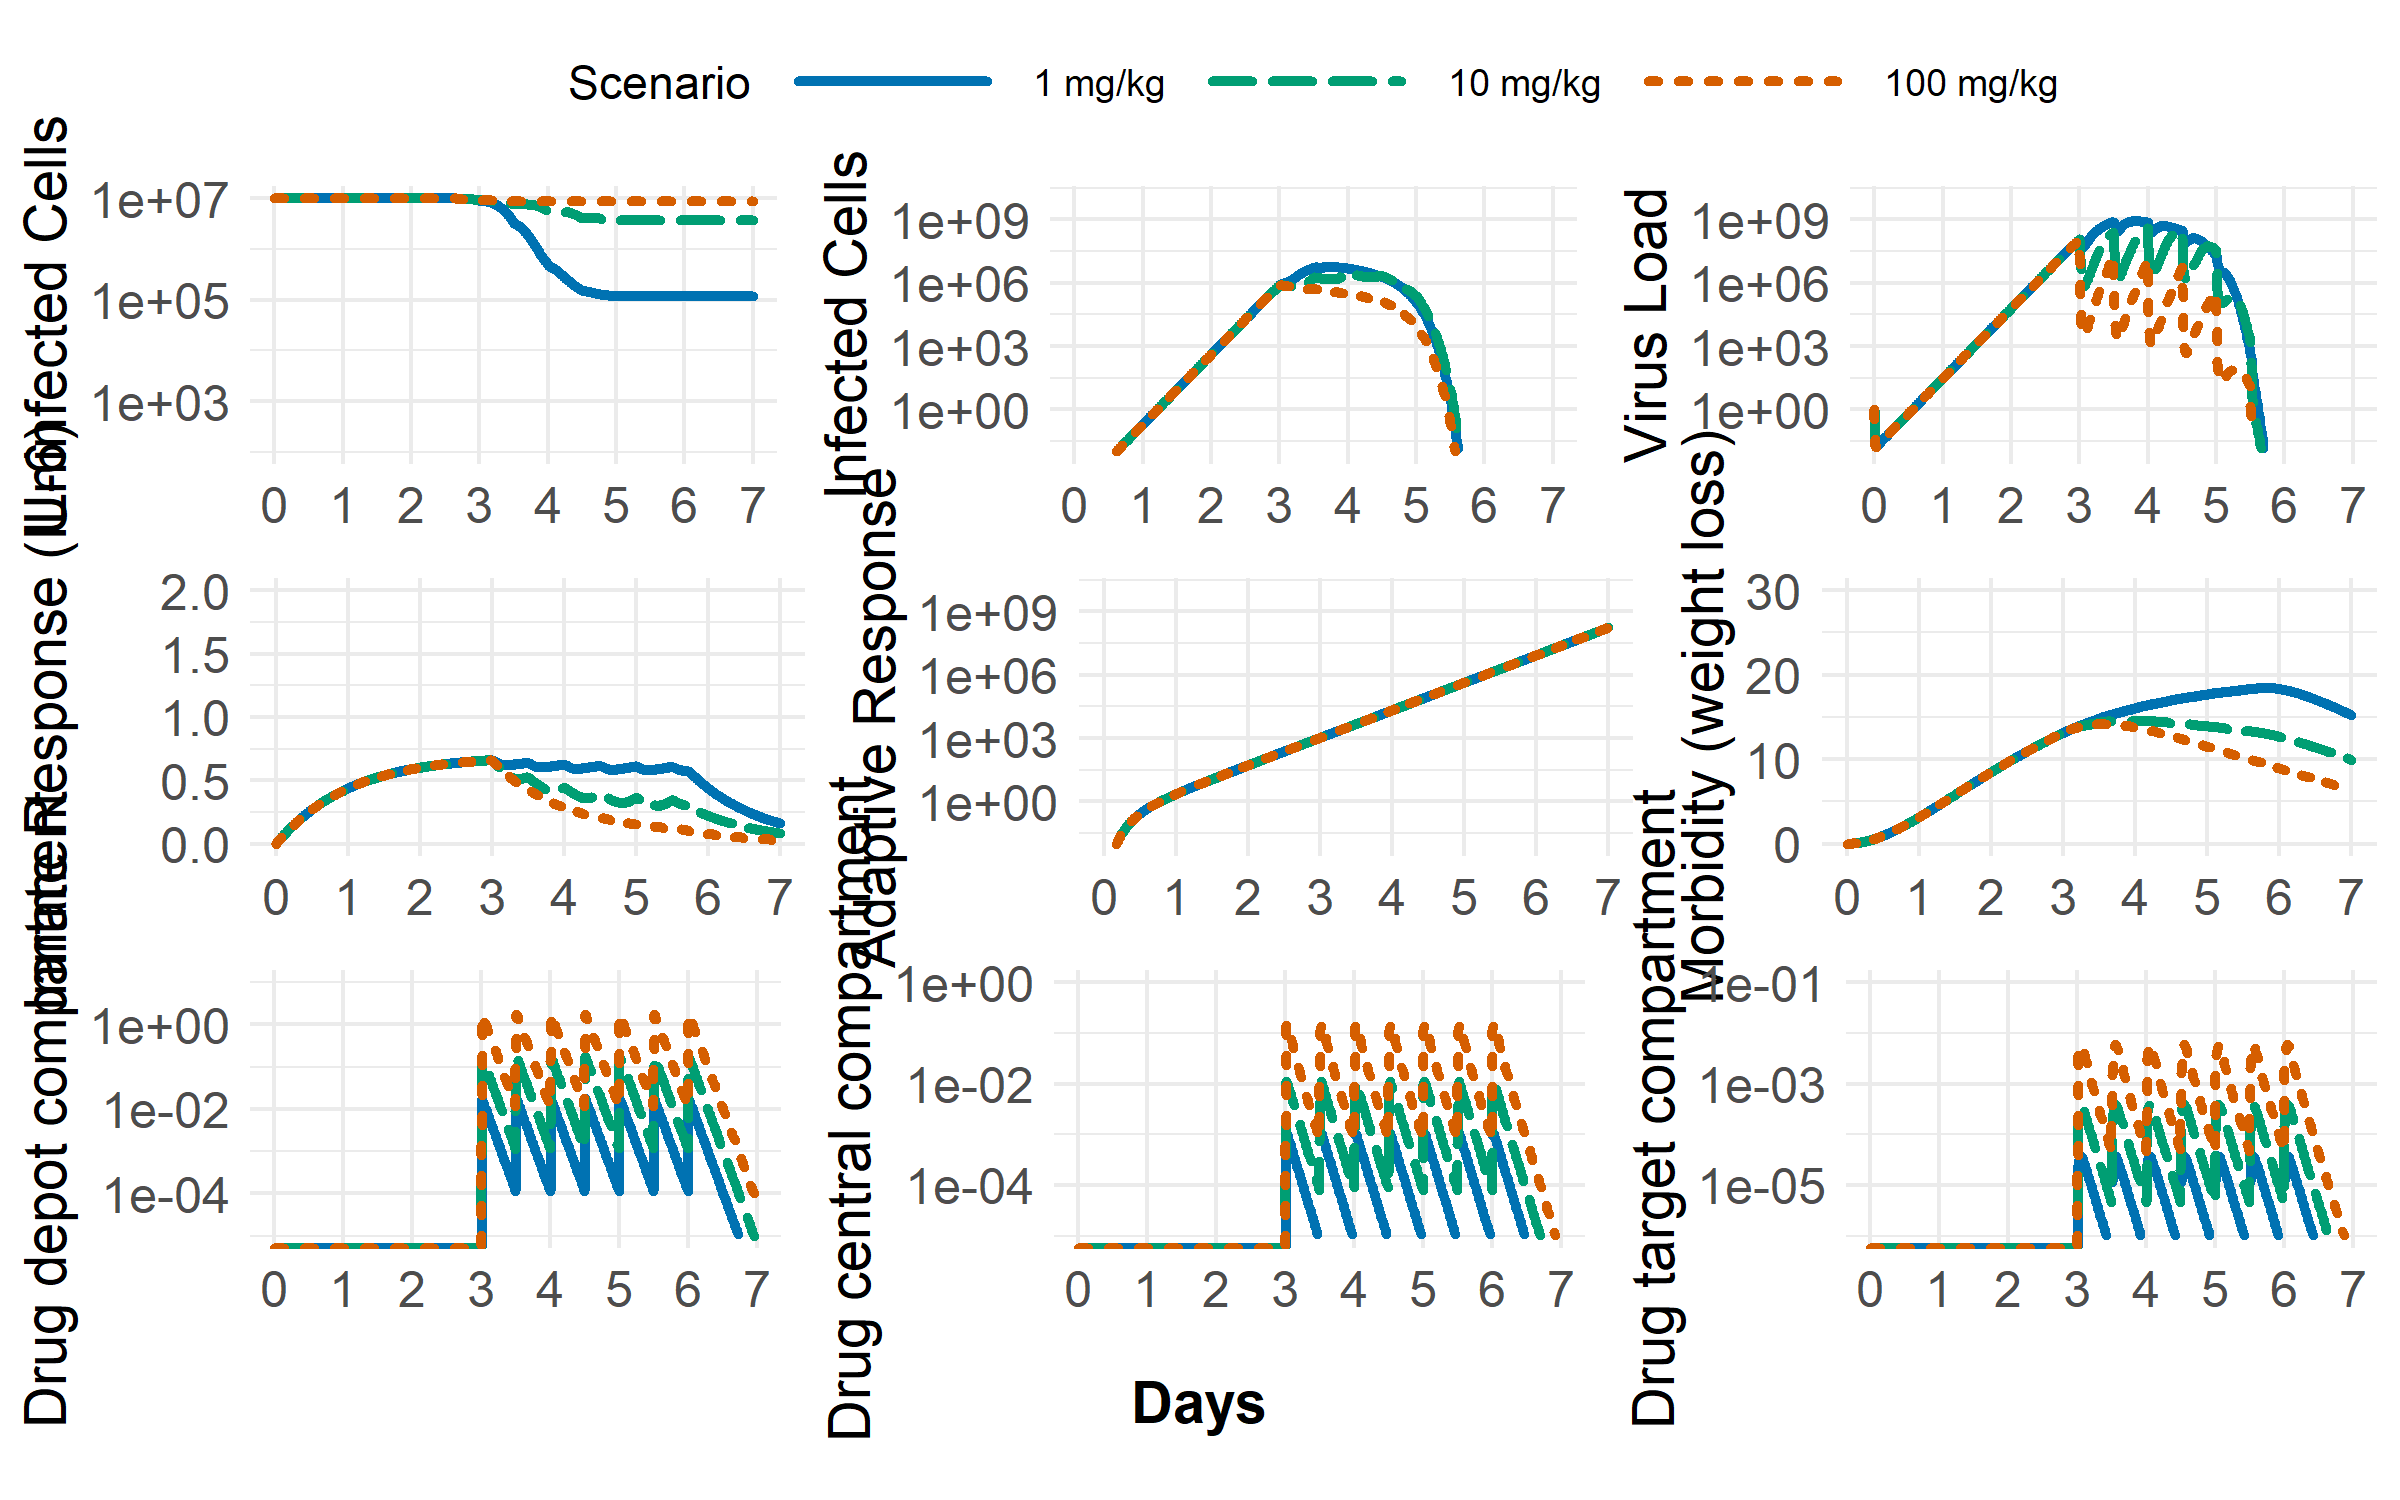 Scenario 1 mg/kg 10 mg/kg 100 mg/kg
Uninfected Cells
1e+07
1e+05
1e+03
0 1 2 3 4 5 6 7
Infected Cells
1e+09
1e+06
1e+03
1e+00
0 1 2 3 4 5 6 7
Virus Load
1e+09
1e+06
1e+03
1e+00
0 1 2 3 4 5 6 7
Innate Response (IL-6)
2.0
1.5
1.0
0.5
0.0
0 1 2 3 4 5 6 7
Adaptive Response
1e+09
1e+06
1e+03
1e+00
0 1 2 3 4 5 6 7
Morbidity (weight loss)
30
20
10
0
0 1 2 3 4 5 6 7
Drug depot compartment
1e+00
1e-02
1e-04
0 1 2 3 4 5 6 7
Drug central compartment
1e+00
1e-02
1e-04
0 1 2 3 4 5 6 7
Drug target compartment
1e-01
1e-03
1e-05
0 1 2 3 4 5 6 7
Days